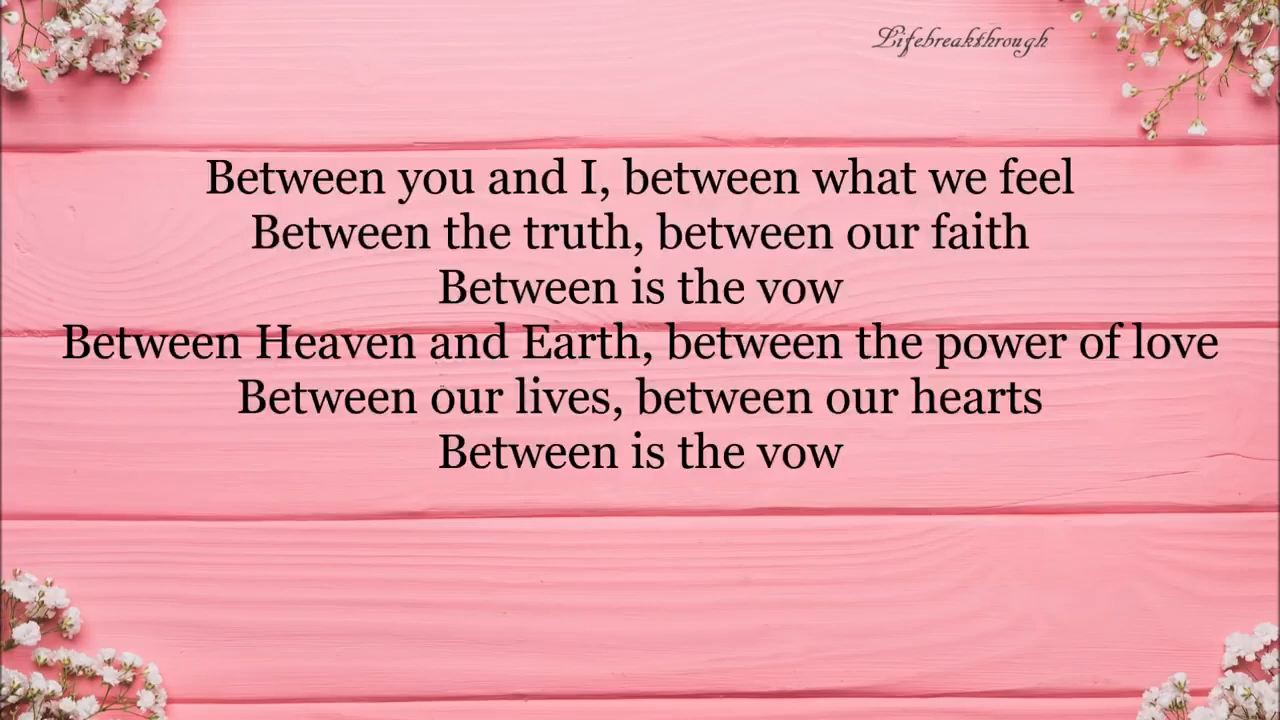 Lifebreakthrough
Between you and I, between what we feel
Between the truth, between our faith
Between is the vow
Between Heaven and Earth, between the power of love
Between our lives, between our hearts
Between is the vow